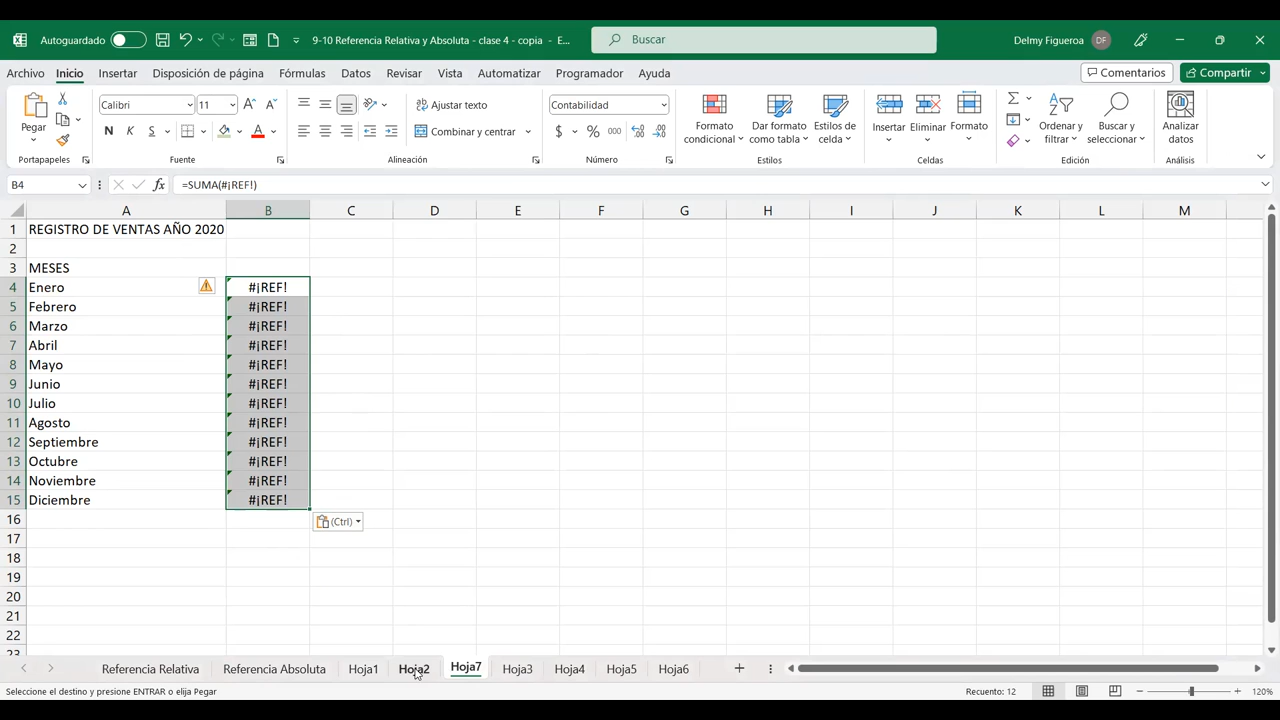 Autoguardado
9-10 Referencia Relativa y Absoluta - clase 4 - copia - E...
Buscar
Delmy Figueroa DF
Archivo Inicio Insertar Disposición de página Fórmulas Datos Revisar Vista Automatizar Programador Ayuda
Comentarios Compartir
Pegar
Portapapeles
Calibri 11
N K S
Fuente
Ajustar texto
Combinar y centrar
Alineación
Contabilidad
$ % 000
Número
Formato condicional
Dar formato como tabla
Estilos de celda
Estilos
Insertar Eliminar Formato
Celdas
Ordenar y filtrar
Buscar y seleccionar
Edición
Analizar datos
Análisis
B4 fx =SUMA(#¡REF!)
A B C D E F G H I J K L M
1 REGISTRO DE VENTAS AÑO 2020
2
3 MESES
4 Enero #¡REF!
5 Febrero #¡REF!
6 Marzo #¡REF!
7 Abril #¡REF!
8 Mayo #¡REF!
9 Junio #¡REF!
10 Julio #¡REF!
11 Agosto #¡REF!
12 Septiembre #¡REF!
13 Octubre #¡REF!
14 Noviembre #¡REF!
15 Diciembre #¡REF!
16 (Ctrl)
17
18
19
20
21
22
23
Referencia Relativa Referencia Absoluta Hoja1 Hoja2 Hoja7 Hoja3 Hoja4 Hoja5 Hoja6
Seleccione el destino y presione ENTRAR o elija Pegar
Recuento: 12
120%